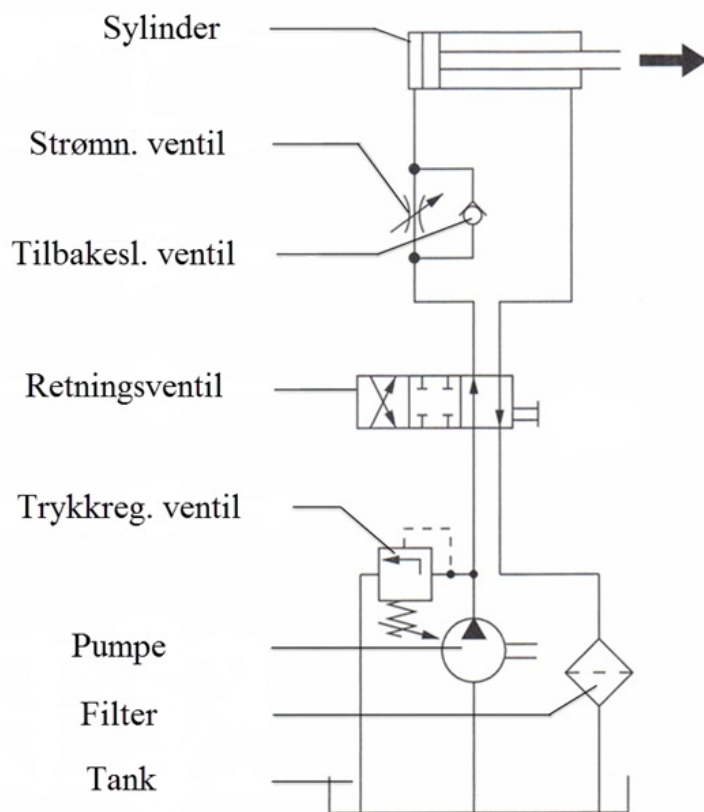 Sylinder
Strømn. ventil
Tilbakesl. ventil
Retningsventil
Trykkreg. ventil
Pumpe
Filter
Tank